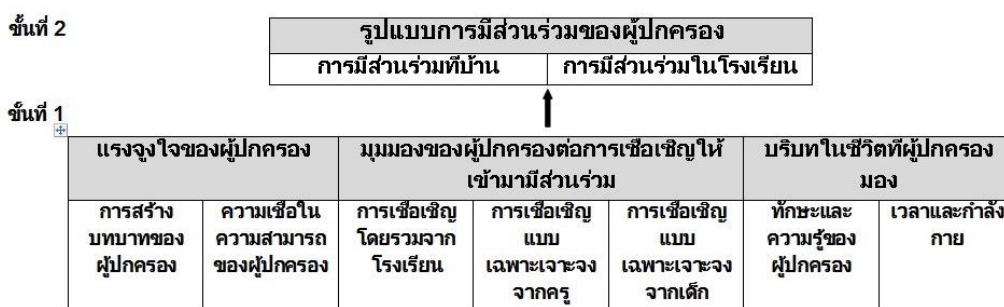 ขั้นที่ 2
รูปแบบการมีส่วนร่วมของผู้ปกครอง
การมีส่วนร่วมที่บ้าน
การมีส่วนร่วมในโรงเรียน
ขั้นที่ 1
แรงจูงใจของผู้ปกครอง
มุมมองของผู้ปกครองต่อการเชื้อเชิญให้
เข้ามามีส่วนร่วม
บริบทในชีวิตที่ผู้ปกครอง
มอง
การสร้าง
บทบาทของ
ผู้ปกครอง
ความเชื่อใน
ความสามารถ
ของผู้ปกครอง
การเชื้อเชิญ
โดยรวมจาก
โรงเรียน
การเชื้อเชิญ
แบบ
เฉพาะเจาะจง
จากครู
การเชื้อเชิญ
แบบ
เฉพาะเจาะจง
จากเด็ก
ทักษะและ
ความรู้ของ
ผู้ปกครอง
เวลาและกำลัง
กาย